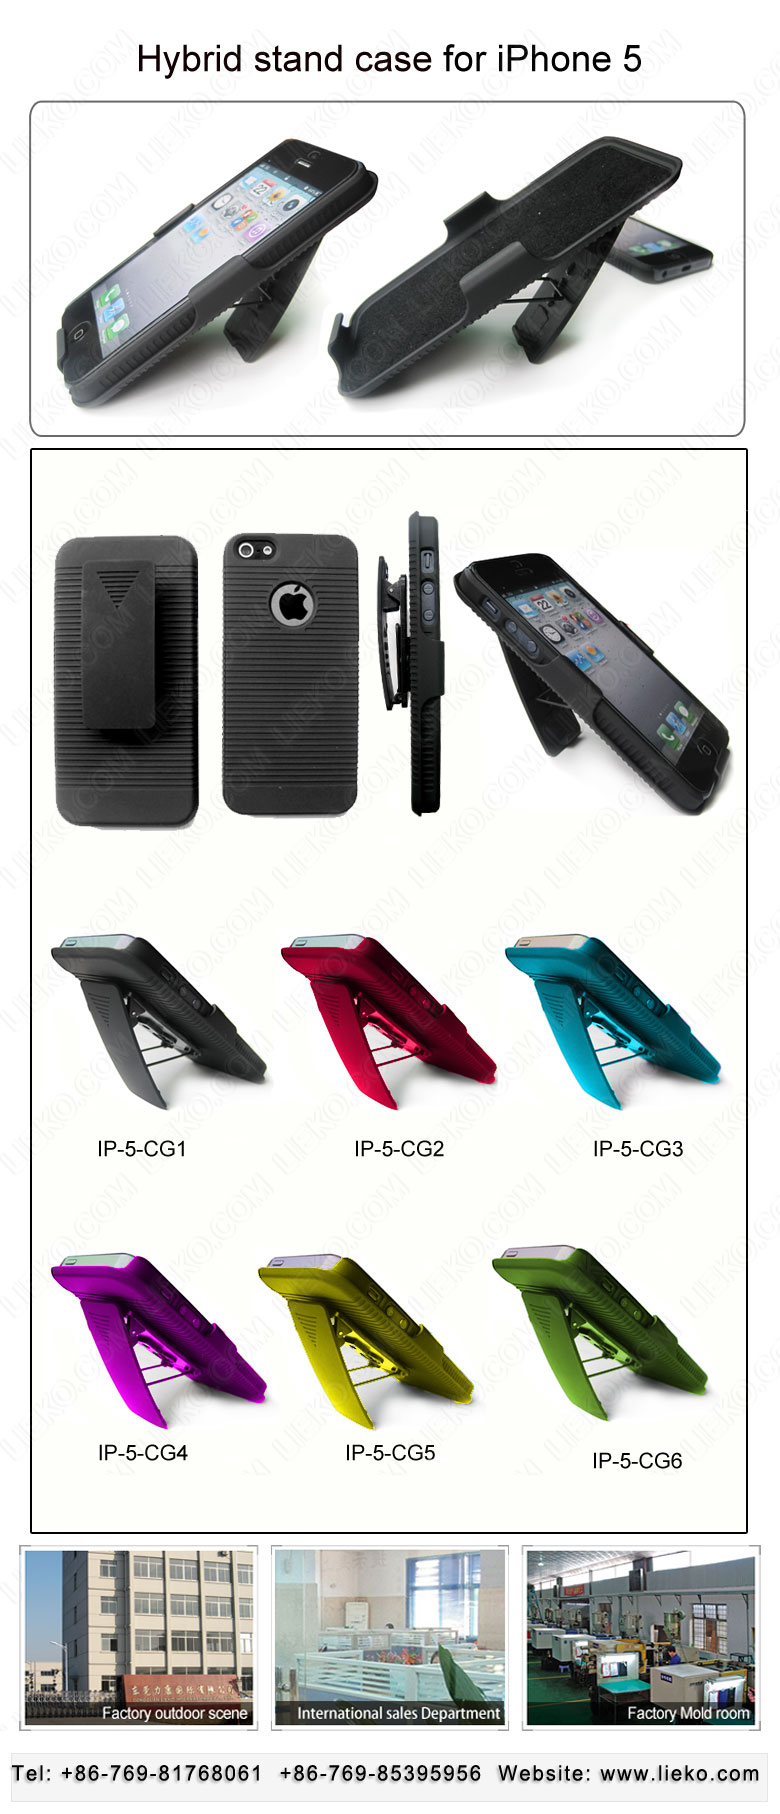 Hybrid stand case for iPhone 5
LIEKO.COM
IP-5-CG1
IP-5-CG2
IP-5-CG3
IP-5-CG4
IP-5-CG5
IP-5-CG6
Factory outdoor scene
International sales Department
Factory Mold room
Tel: +86-769-81768061 +86-769-85395956 Website: www.lieko.com